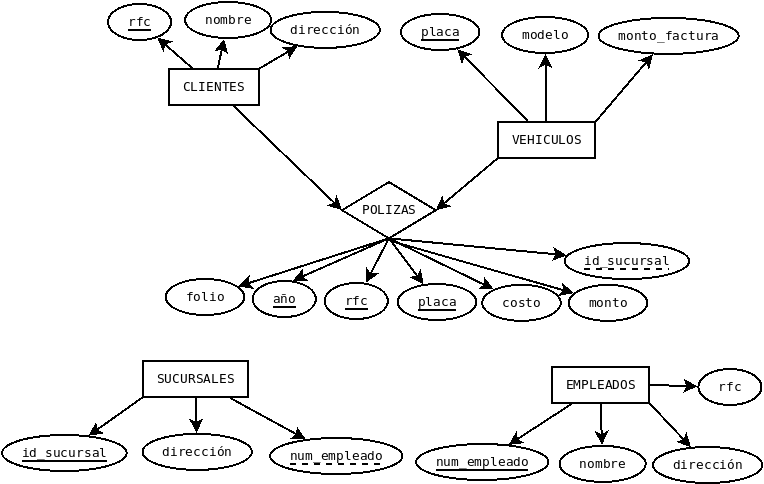 rfc
nombre
dirección
placa
modelo
monto_factura
CLIENTES
VEHICULOS
POLIZAS
id_sucursal
folio
año
rfc
placa
costo
monto
SUCURSALES
EMPLEADOS
rfc
id_sucursal
dirección
num_empleado
num_empleado
nombre
dirección